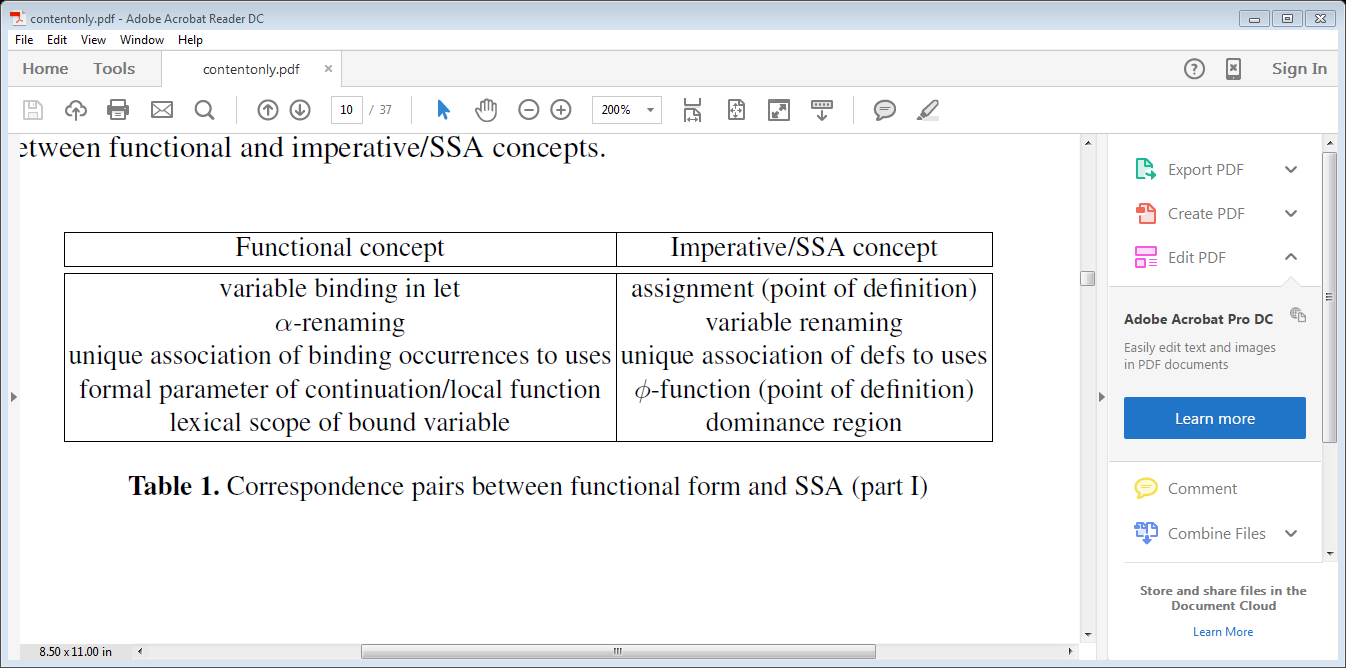 contentonly.pdf - Adobe Acrobat Reader DC
File Edit View Window Help
Home Tools contentonly.pdf × Sign In
10 / 37 200%
etween functional and imperative/SSA concepts.
Functional concept Imperative/SSA concept
variable binding in let assignment (point of definition)
α-renaming variable renaming
unique association of binding occurrences to uses unique association of defs to uses
formal parameter of continuation/local function ϕ-function (point of definition)
lexical scope of bound variable dominance region
Table 1. Correspondence pairs between functional form and SSA (part I)
8.50 x 11.00 in
Export PDF
Create PDF
Edit PDF
Adobe Acrobat Pro DC
Easily edit text and images
in PDF documents
Learn more
Comment
Combine Files
Store and share files in the
Document Cloud
Learn More